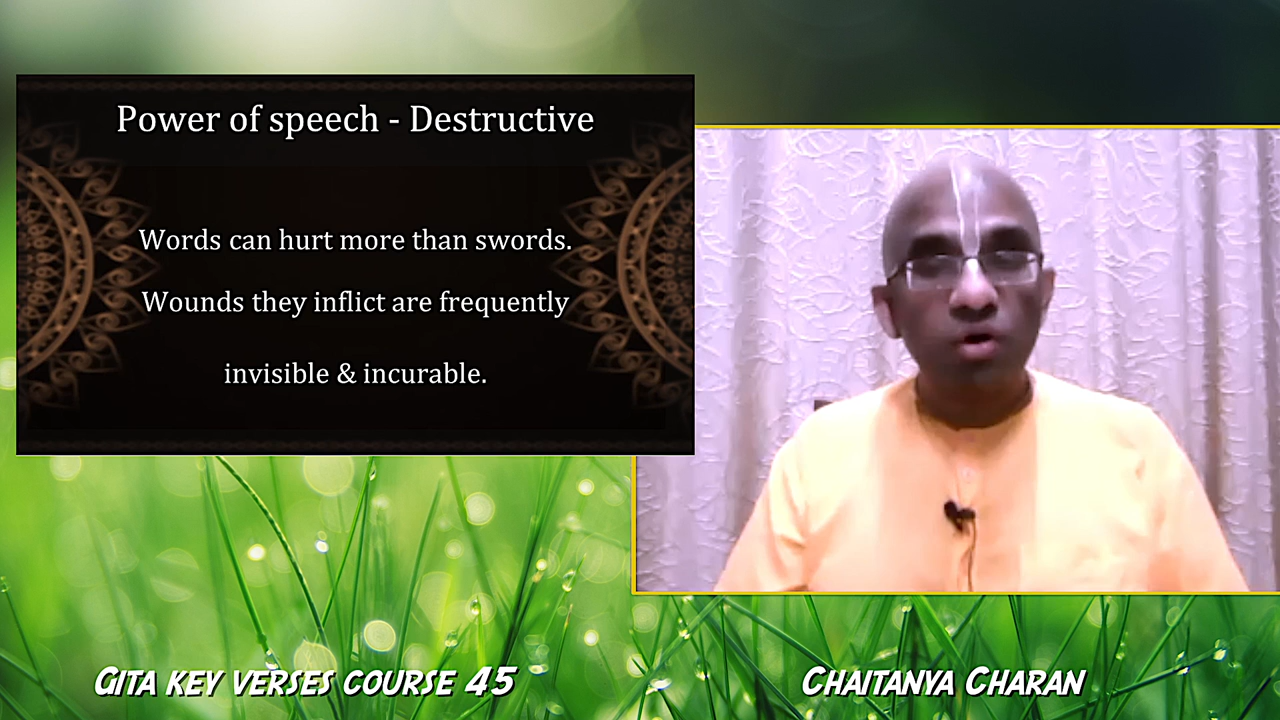 Power of speech - Destructive
Words can hurt more than swords.
Wounds they inflict are frequently
invisible & incurable.
Gita key verses course 45
Chaitanya Charan